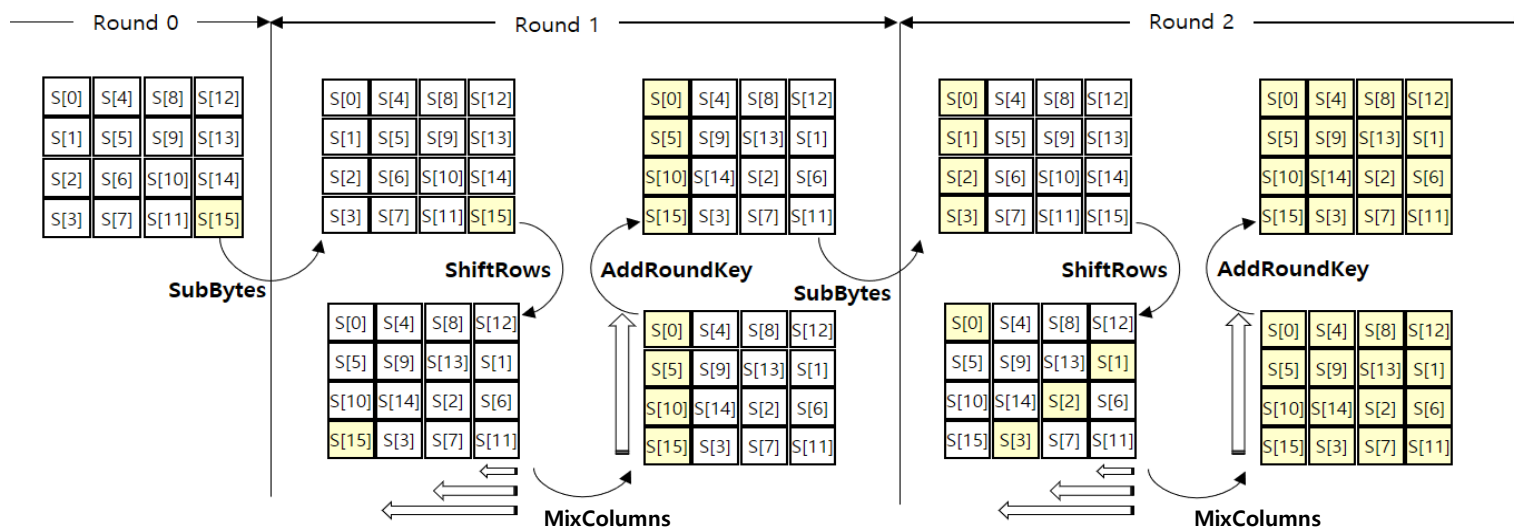 Round 0
Round 1
Round 2
S[0] S[4] S[8] S[12]
S[1] S[5] S[9] S[13]
S[2] S[6] S[10] S[14]
S[3] S[7] S[11] S[15]
SubBytes
S[0] S[4] S[8] S[12]
S[1] S[5] S[9] S[13]
S[2] S[6] S[10] S[14]
S[3] S[7] S[11] S[15]
ShiftRows
S[0] S[4] S[8] S[12]
S[5] S[9] S[13] S[1]
S[10] S[14] S[2] S[6]
S[15] S[3] S[7] S[11]
MixColumns
S[0] S[4] S[8] S[12]
S[5] S[9] S[13] S[1]
S[10] S[14] S[2] S[6]
S[15] S[3] S[7] S[11]
AddRoundKey
S[0] S[4] S[8] S[12]
S[5] S[9] S[13] S[1]
S[10] S[14] S[2] S[6]
S[15] S[3] S[7] S[11]
SubBytes
S[0] S[4] S[8] S[12]
S[1] S[5] S[9] S[13]
S[2] S[6] S[10] S[14]
S[3] S[7] S[11] S[15]
ShiftRows
S[0] S[4] S[8] S[12]
S[5] S[9] S[13] S[1]
S[10] S[14] S[2] S[6]
S[15] S[3] S[7] S[11]
MixColumns
S[0] S[4] S[8] S[12]
S[5] S[9] S[13] S[1]
S[10] S[14] S[2] S[6]
S[15] S[3] S[7] S[11]
AddRoundKey
S[0] S[4] S[8] S[12]
S[5] S[9] S[13] S[1]
S[10] S[14] S[2] S[6]
S[15] S[3] S[7] S[11]